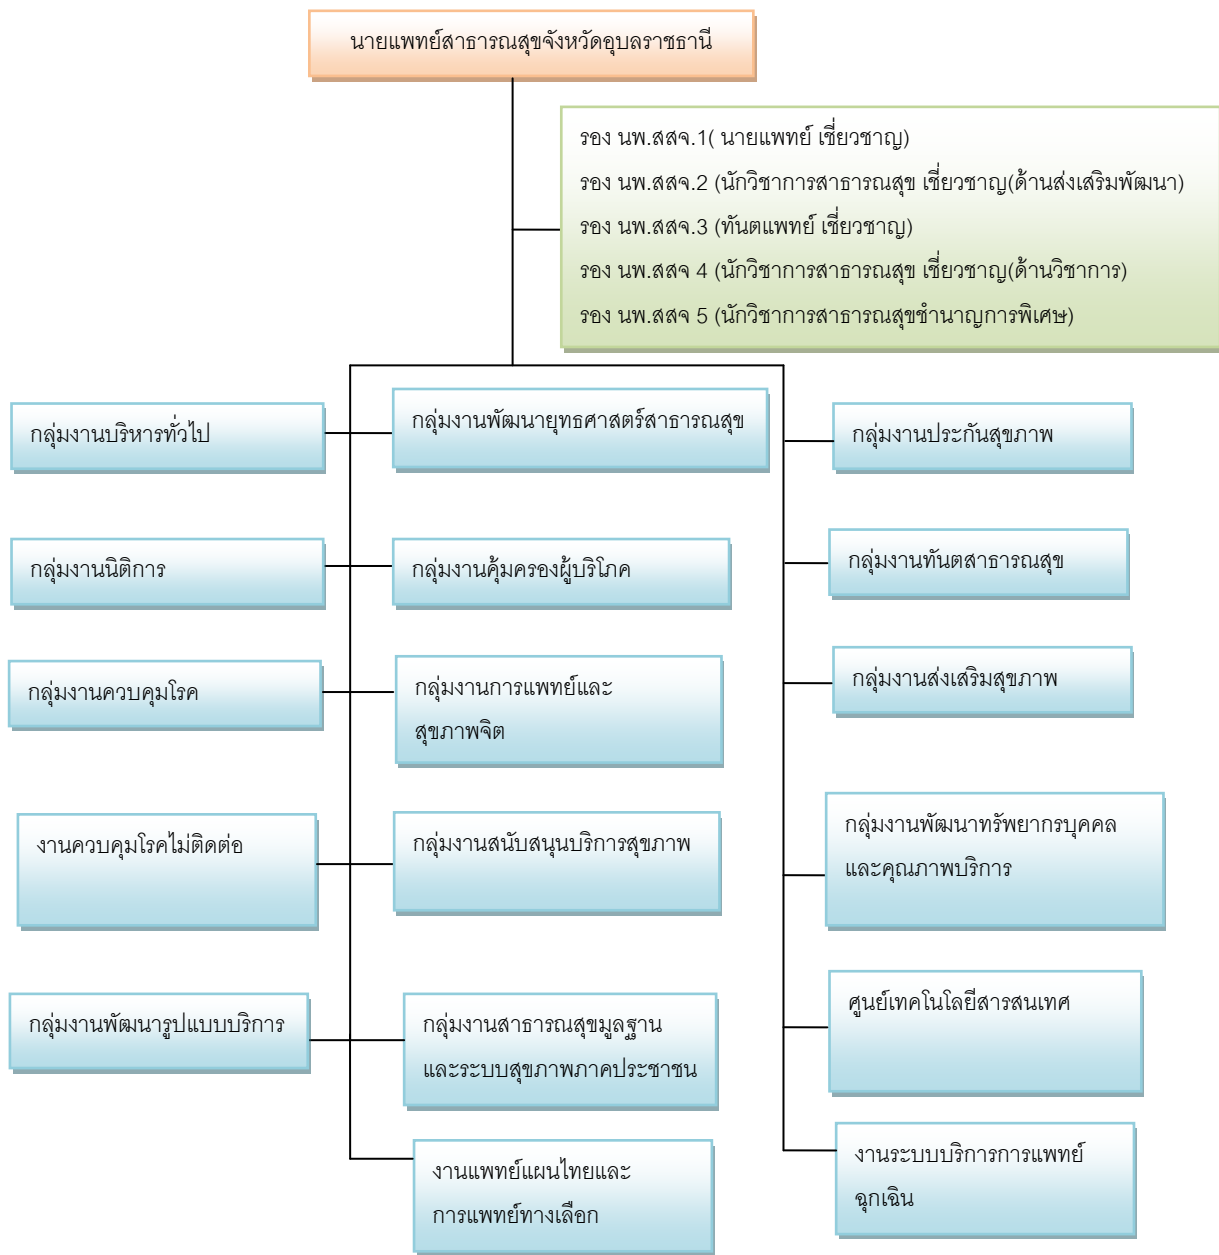 นายแพทย์สาธารณสุขจังหวัดอุบลราชธานี
รอง นพ.สสจ.1( นายแพทย์ เชี่ยวชาญ)
รอง นพ.สสจ.2 (นักวิชาการสาธารณสุข เชี่ยวชาญ(ด้านส่งเสริมพัฒนา)
รอง นพ.สสจ.3 (ทันตแพทย์ เชี่ยวชาญ)
รอง นพ.สสจ 4 (นักวิชาการสาธารณสุข เชี่ยวชาญ(ด้านวิชาการ)
รอง นพ.สสจ 5 (นักวิชาการสาธารณสุขชำนาญการพิเศษ)
กลุ่มงานบริหารทั่วไป
กลุ่มงานพัฒนายุทธศาสตร์สาธารณสุข
กลุ่มงานประกันสุขภาพ
กลุ่มงานนิติการ
กลุ่มงานคุ้มครองผู้บริโภค
กลุ่มงานทันตสาธารณสุข
กลุ่มงานควบคุมโรค
กลุ่มงานการแพทย์และ
สุขภาพจิต
กลุ่มงานส่งเสริมสุขภาพ
งานควบคุมโรคไม่ติดต่อ
กลุ่มงานสนับสนุนบริการสุขภาพ
กลุ่มงานพัฒนาทรัพยากรบุคคล
และคุณภาพบริการ
กลุ่มงานพัฒนารูปแบบบริการ
กลุ่มงานสาธารณสุขมูลฐาน
และระบบสุขภาพภาคประชาชน
ศูนย์เทคโนโลยีสารสนเทศ
งานแพทย์แผนไทยและ
การแพทย์ทางเลือก
งานระบบบริการการแพทย์
ฉุกเฉิน